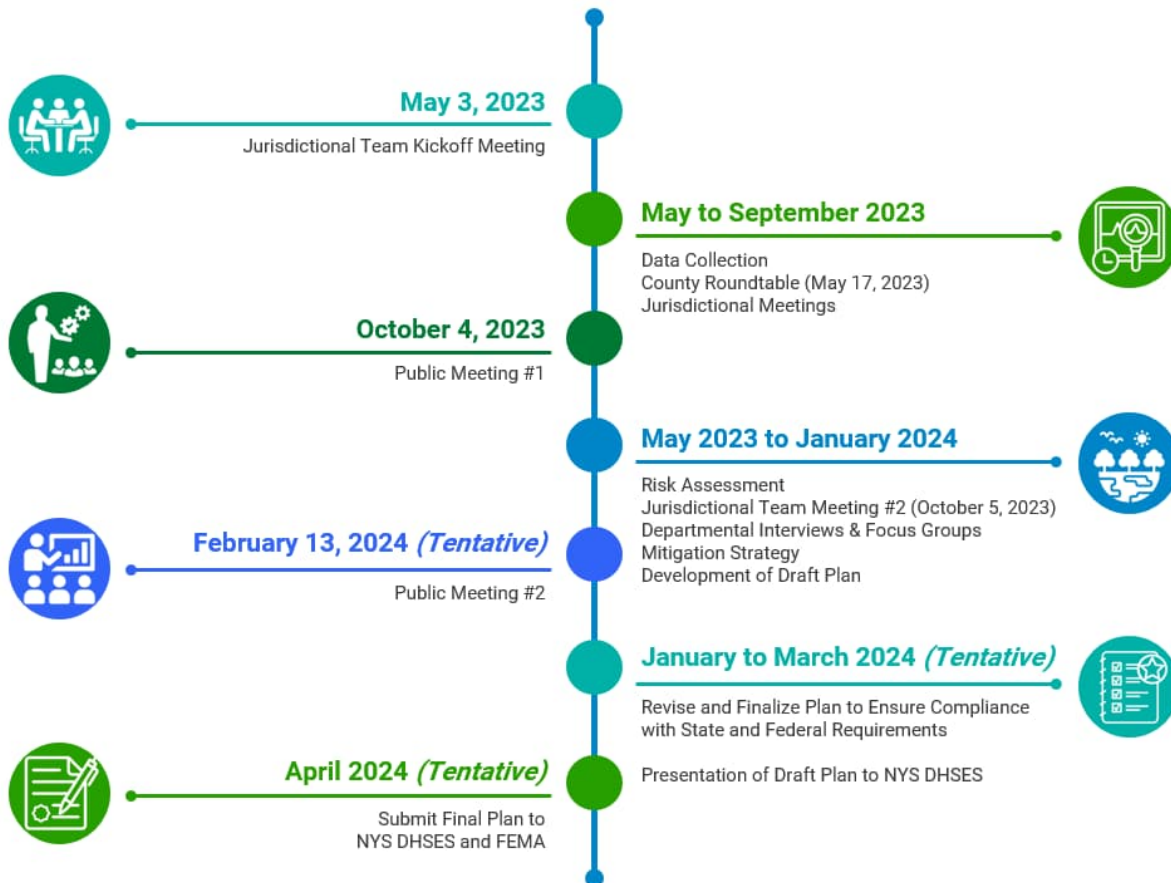 May 3, 2023
Jurisdictional Team Kickoff Meeting
May to September 2023
Data Collection
County Roundtable (May 17, 2023)
Jurisdictional Meetings
October 4, 2023
Public Meeting #1
May 2023 to January 2024
Risk Assessment
Jurisdictional Team Meeting #2 (October 5, 2023)
Departmental Interviews & Focus Groups
Mitigation Strategy
Development of Draft Plan
February 13, 2024 (Tentative)
Public Meeting #2
January to March 2024 (Tentative)
Revise and Finalize Plan to Ensure Compliance
with State and Federal Requirements
Presentation of Draft Plan to NYS DHSES
April 2024 (Tentative)
Submit Final Plan to
NYS DHSES and FEMA